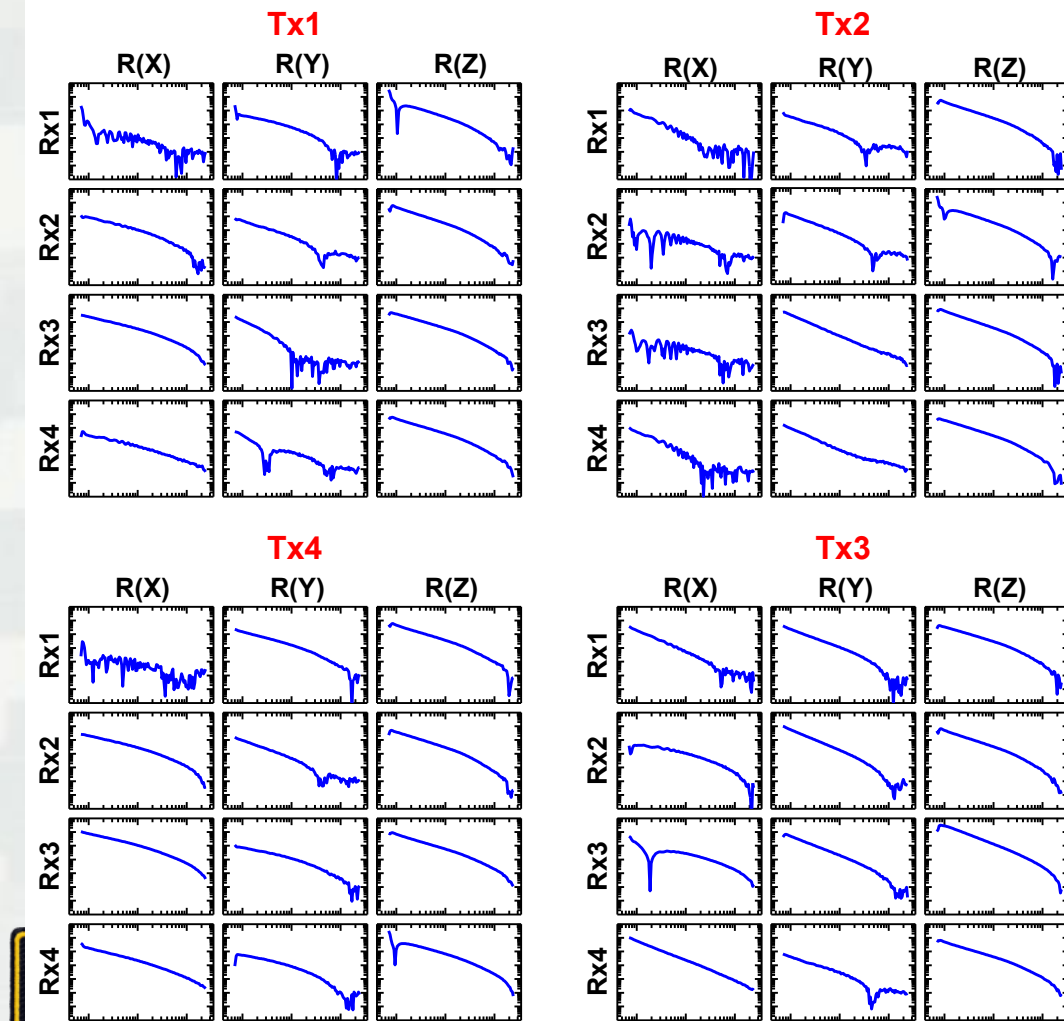 Tx1
R(X) R(Y) R(Z)
Rx1
Rx2
Rx3
Rx4
Tx2
R(X) R(Y) R(Z)
Rx1
Rx2
Rx3
Rx4
Tx4
R(X) R(Y) R(Z)
Rx1
Rx2
Rx3
Rx4
Tx3
R(X) R(Y) R(Z)
Rx1
Rx2
Rx3
Rx4